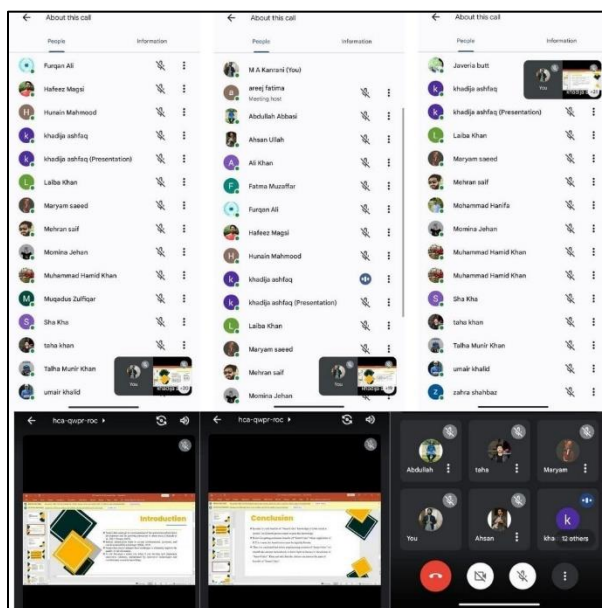 About this call
People Information
Furqan Ali
Hafeez Magsi
H Hunain Mahmood
k khadija ashfaq
k khadija ashfaq (Presentation)
L Laiba Khan
Maryam saeed
Mehran saif
Momina Jehan
Muhammad Hamid Khan
M Muqadus Zulfiqar
S Sha Kha
taha khan
Talha Munir Khan
umair khalid
You
About this call
People Information
M A Kanrani (You)
a areej fatima
Meeting host
Abdullah Abbasi
Ahsan Ullah
A Ali Khan
F Fatma Muzaffar
Furqan Ali
Hafeez Magsi
H Hunain Mahmood
k khadija ashfaq
k khadija ashfaq (Presentation)
L Laiba Khan
Maryam saeed
Mehran saif
Momina Jehan
You
About this call
People Information
Javeria butt
k khadija ashfaq
k khadija ashfaq (Presentation)
L Laiba Khan
Maryam saeed
Mehran saif
Mohammad Hanifa
Momina Jehan
Muhammad Hamid Khan
Muhammad Hamid Khan
S Sha Kha
taha khan
Talha Munir Khan
umair khalid
z zahra shahbaz
You
hca-qwpr-roc
Introduction
hca-qwpr-roc
Conclusion
Abdullah
taha
Maryam
You
Ahsan
k
kha 12 others